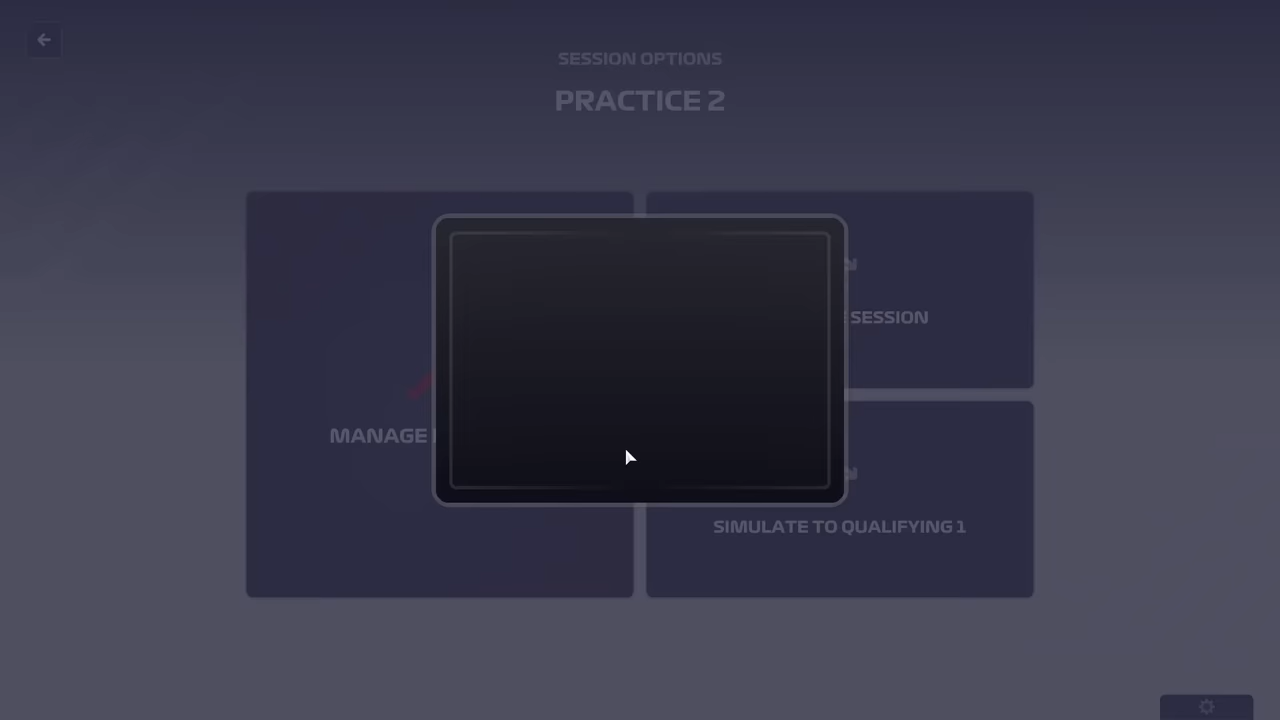 SESSION OPTIONS
PRACTICE 2
SESSION
MANAGE
SIMULATE TO QUALIFYING 1